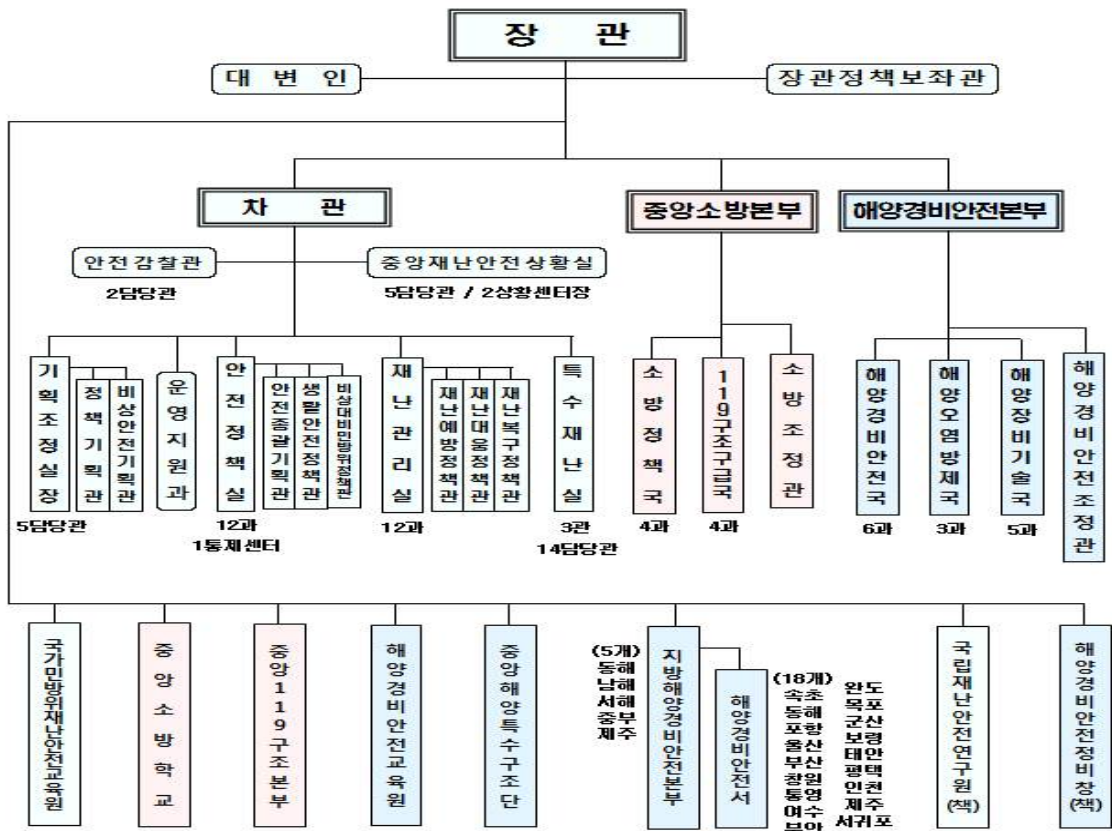 장 관
대 변 인
장관정책보좌관
차 관
중앙소방본부
해양경비안전본부
안전감찰관
중앙재난안전상황실
2담당관
5담당관 / 2상황센터장
기획조정실장
정책기획관
비상안전기획관
운영지원과
안전정책실
안전총괄기획관
생활안전정책관
비상대비민방위정책관
재난관리실
재난예방정책관
재난대응정책관
재난복구정책관
특수재난실
소방정책국
119구조구급국
소방조정관
해양경비안전국
해양오염방제국
해양장비기술국
해양경비안전조정관
5담당관
12과
1통제센터
12과
3관
14담당관
4과
4과
6과
3과
5과
국가민방위재난안전교육원
중앙소방학교
중앙119구조본부
해양경비안전교육원
중앙해양특수구조단
(5개)
동해
남해
서해
중부
제주
지방해양경비안전본부
해양경비안전서
(18개)
속초
동해
포항
울산
부산
창원
통영
여수
부안
완도
목포
군산
보령
태안
평택
인천
제주
서귀포
국립재난안전연구원(책)
해양경비안전정비창(책)